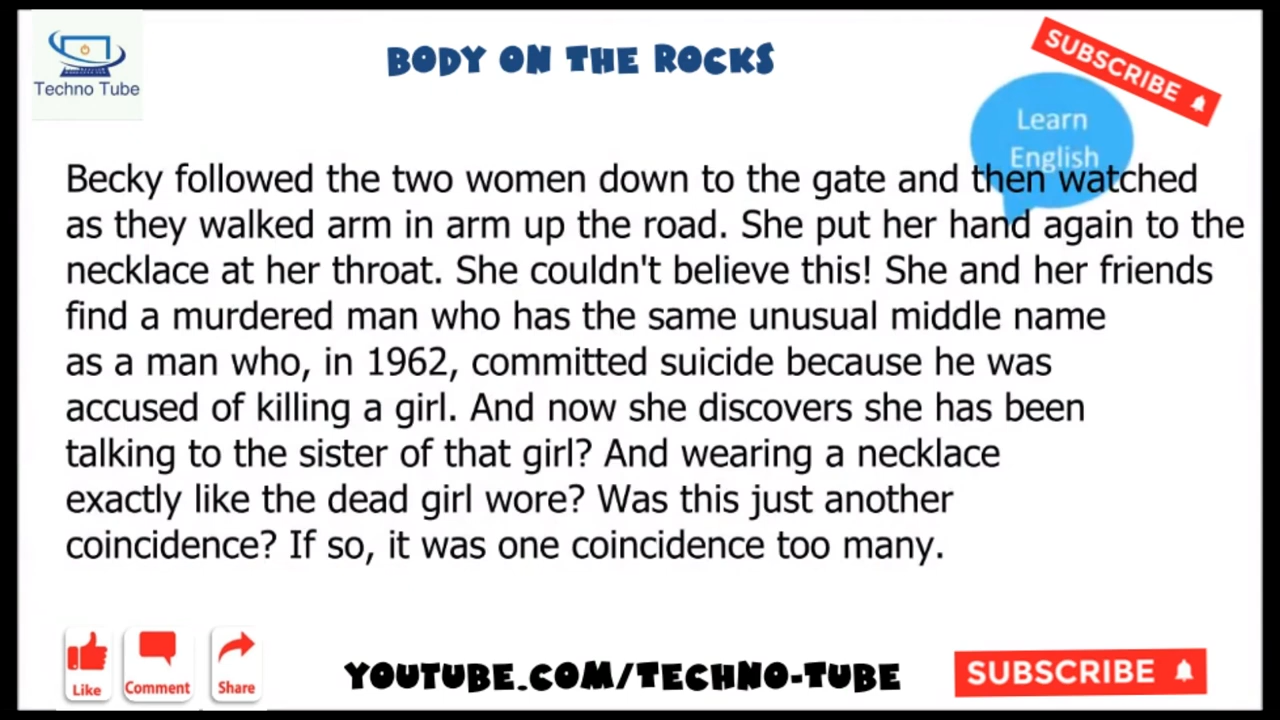 Techno Tube
BODY ON THE ROCKS
SUBSCRIBE
Learn
English
Becky followed the two women down to the gate and then watched
as they walked arm in arm up the road. She put her hand again to the
necklace at her throat. She couldn't believe this! She and her friends
find a murdered man who has the same unusual middle name
as a man who, in 1962, committed suicide because he was
accused of killing a girl. And now she discovers she has been
talking to the sister of that girl? And wearing a necklace
exactly like the dead girl wore? Was this just another
coincidence? If so, it was one coincidence too many.
Like
Comment
Share
YOUTUBE.COM/TECHNO-TUBE
SUBSCRIBE